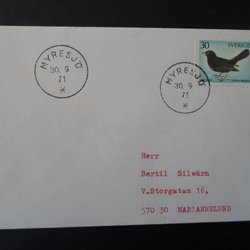 30 SVERIGE
MYRESJÖ
30.9.
71
MYRESJÖ
30.9.
71
Herr
Bertil Silwärn
V.Storgatan 16,
570 30 MARIANNELUND